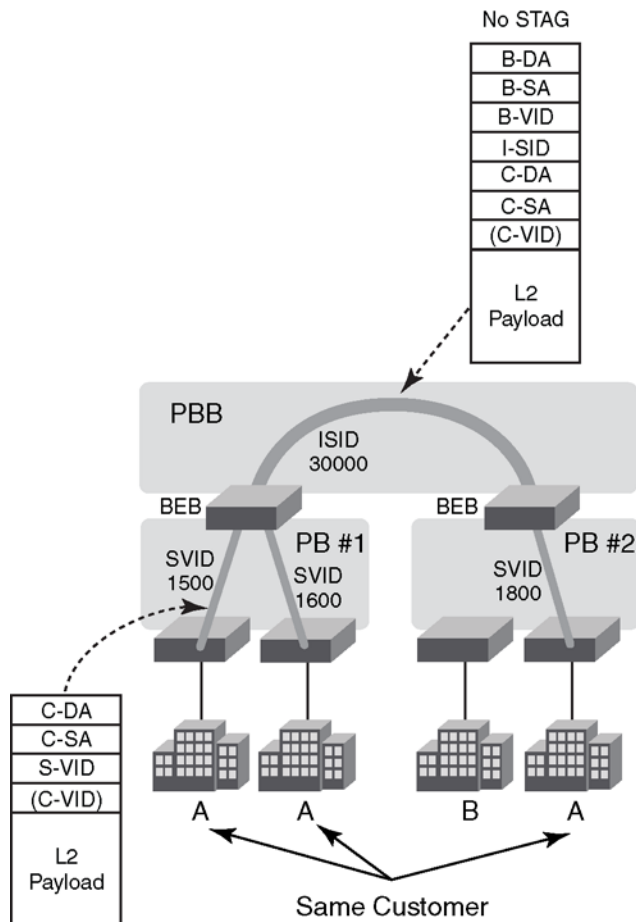 No STAG
B-DA
B-SA
B-VID
I-SID
C-DA
C-SA
(C-VID)
L2
Payload
PBB
ISID
30000
BEB
BEB
PB #1
PB #2
SVID
1500
SVID
1600
SVID
1800
C-DA
C-SA
S-VID
(C-VID)
L2
Payload
A
A
B
A
Same Customer